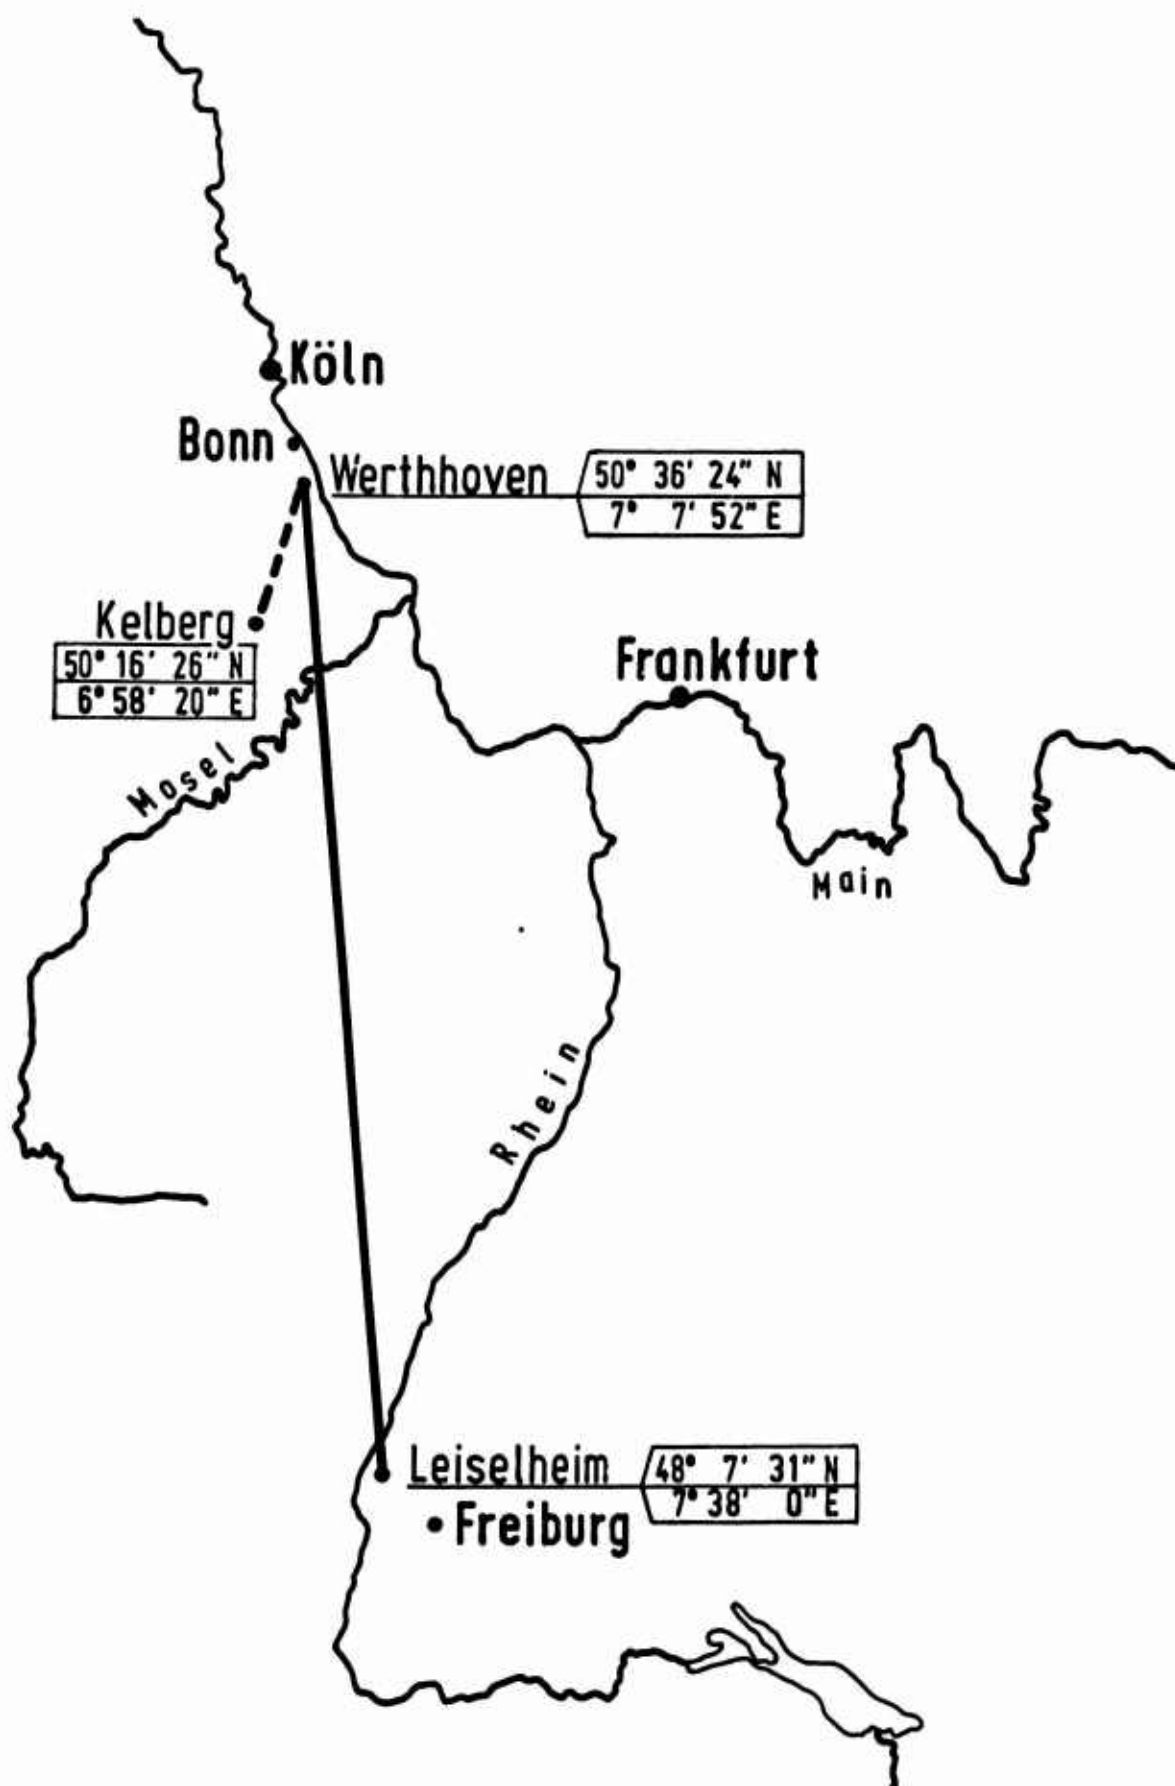 Köln
Bonn
Werthhoven
50° 36' 24" N
7° 7' 52" E
Kelberg
50° 16' 26" N
6° 58' 20" E
Frankfurt
Mosel
Main
Rhein
Leiselheim
48° 7' 31" N
7° 38' 0" E
Freiburg